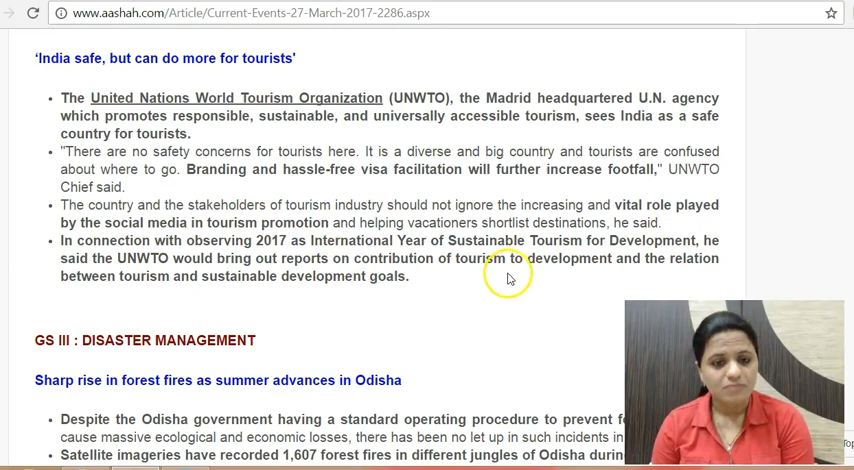 www.aashah.com/Article/Current-Events-27-March-2017-2286.aspx
‘India safe, but can do more for tourists'
• The United Nations World Tourism Organization (UNWTO), the Madrid headquartered U.N. agency
which promotes responsible, sustainable, and universally accessible tourism, sees India as a safe
country for tourists.
• "There are no safety concerns for tourists here. It is a diverse and big country and tourists are confused
about where to go. Branding and hassle-free visa facilitation will further increase footfall," UNWTO
Chief said.
• The country and the stakeholders of tourism industry should not ignore the increasing and vital role played
by the social media in tourism promotion and helping vacationers shortlist destinations, he said.
• In connection with observing 2017 as International Year of Sustainable Tourism for Development, he
said the UNWTO would bring out reports on contribution of tourism to development and the relation
between tourism and sustainable development goals.
GS III : DISASTER MANAGEMENT
Sharp rise in forest fires as summer advances in Odisha
• Despite the Odisha government having a standard operating procedure to prevent
cause massive ecological and economic losses, there has been no let up in such incidents in
• Satellite imageries have recorded 1,607 forest fires in different jungles of Odisha